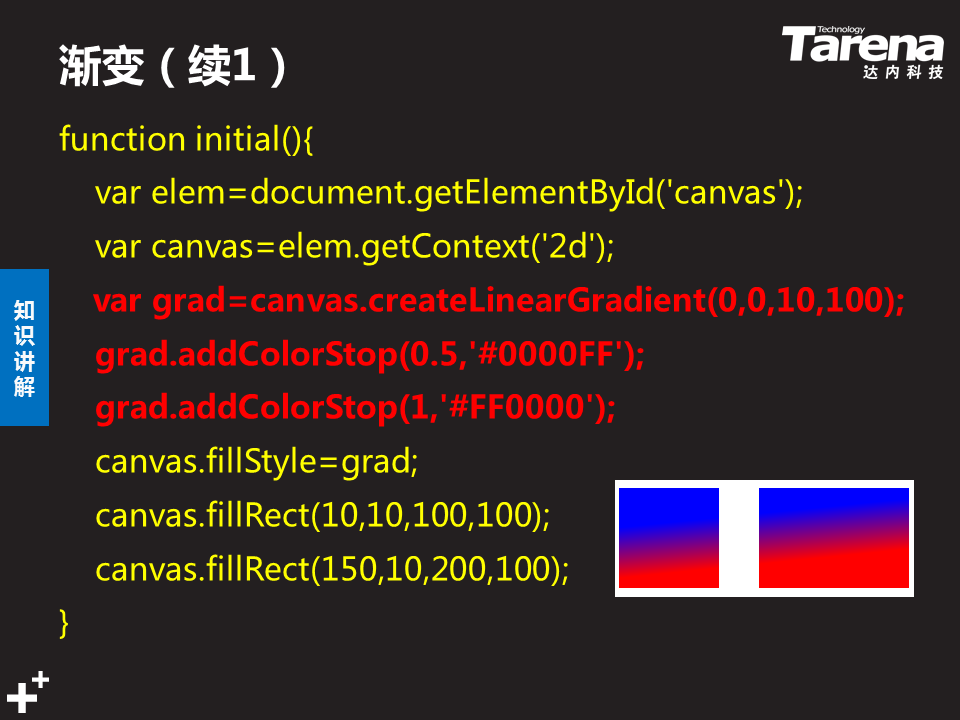 渐变（续1）
Technology
Tarena
达内科技
function initial(){
var elem=document.getElementById('canvas');
var canvas=elem.getContext('2d');
var grad=canvas.createLinearGradient(0,0,10,100);
grad.addColorStop(0.5,'#0000FF');
grad.addColorStop(1,'#FF0000');
canvas.fillStyle=grad;
canvas.fillRect(10,10,100,100);
canvas.fillRect(150,10,200,100);
}
知
识
讲
解